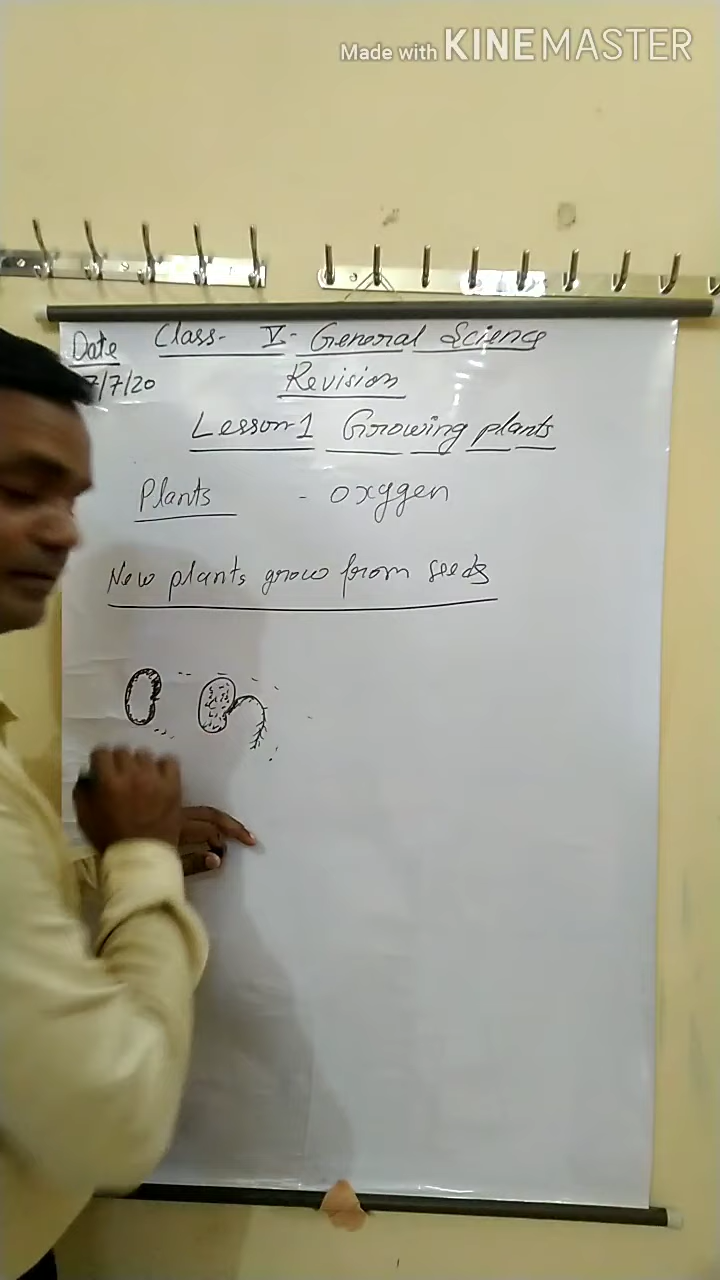 Made with KINEMASTER
Date Class- V- General Science
7/7/20 Revision
Lesson-1 Growing plants
Plants - oxygen
New plants grow from seeds